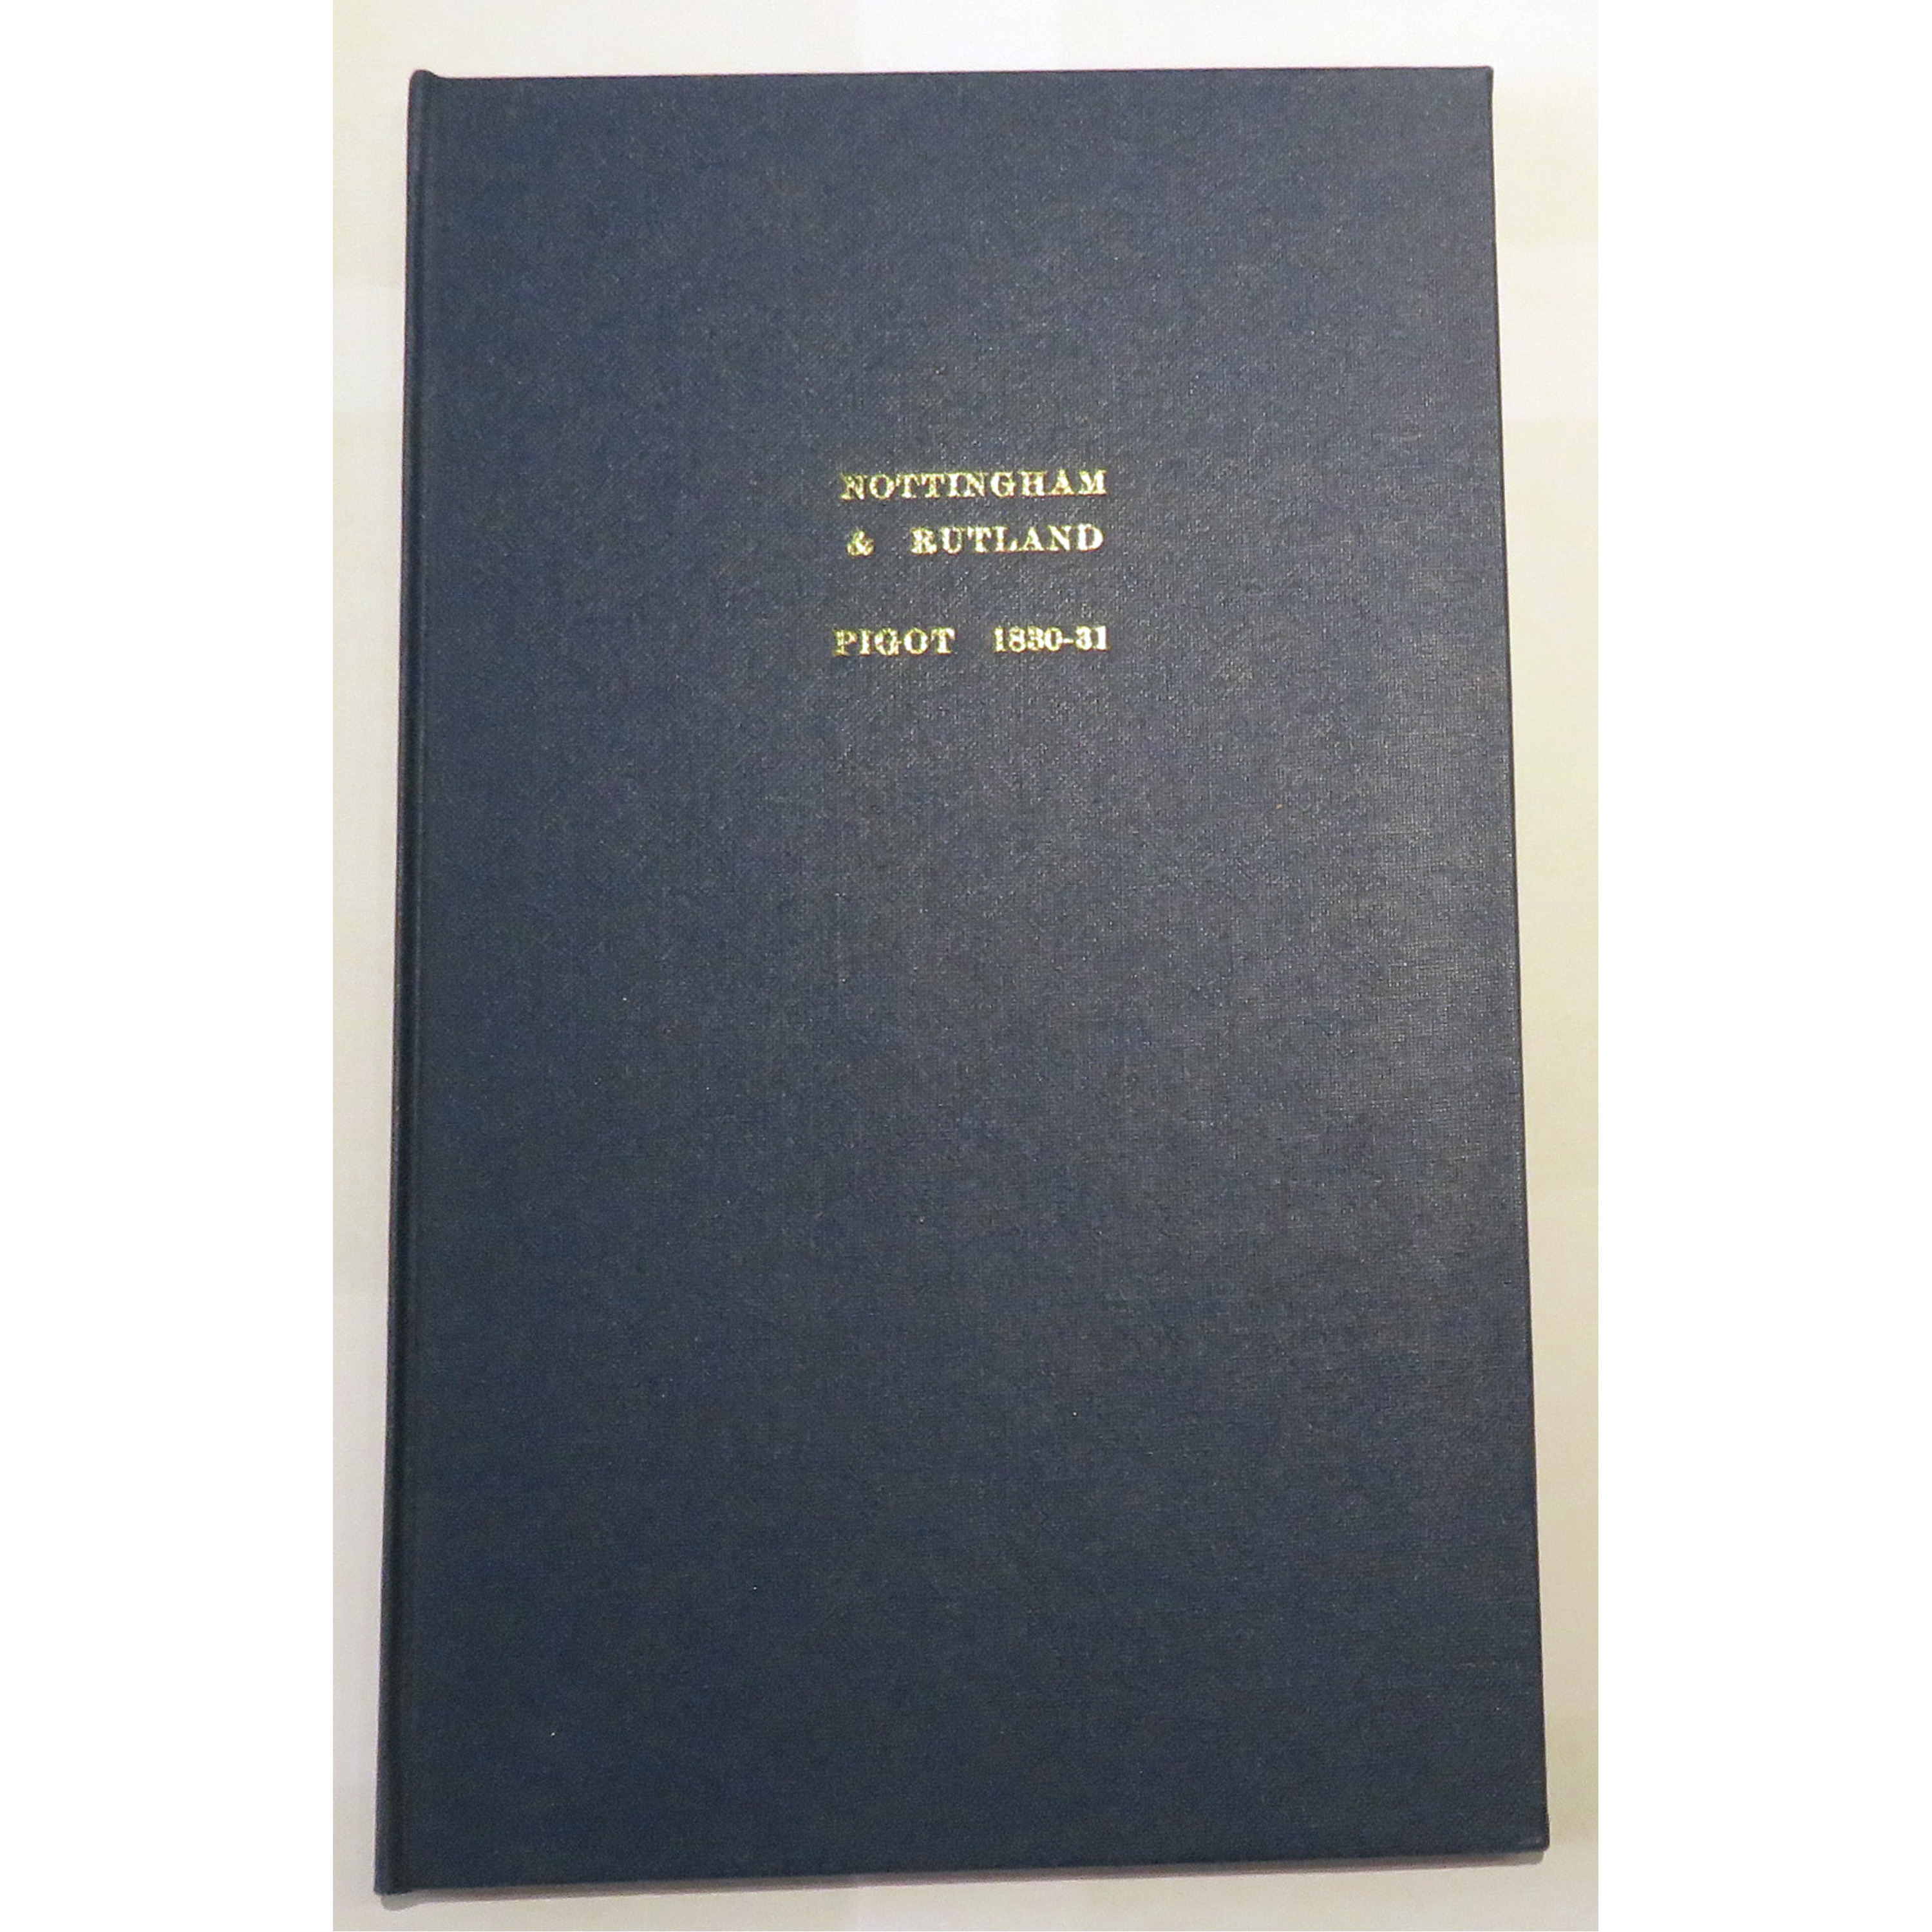 NOTTINGHAM
& RUTLAND
PIGOT 1830-31